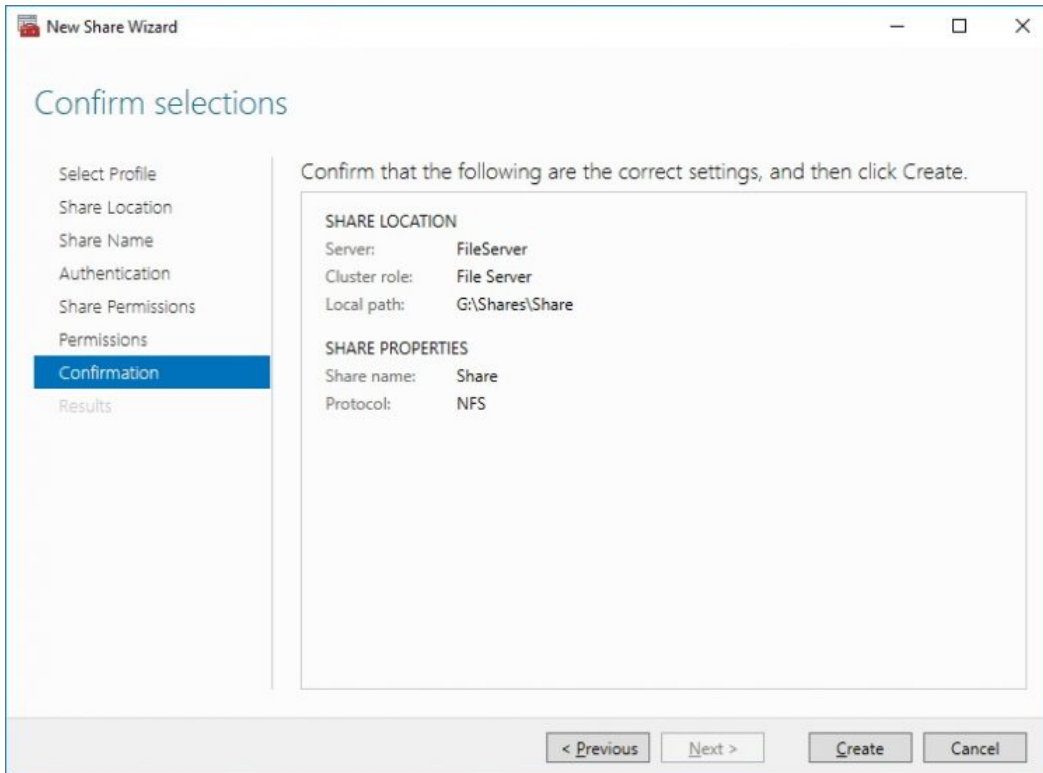 New Share Wizard
Confirm selections
Select Profile
Share Location
Share Name
Authentication
Share Permissions
Permissions
Confirmation
Results
Confirm that the following are the correct settings, and then click Create.
SHARE LOCATION
Server: FileServer
Cluster role: File Server
Local path: G:\Shares\Share
SHARE PROPERTIES
Share name: Share
Protocol: NFS
< Previous Next > Create Cancel